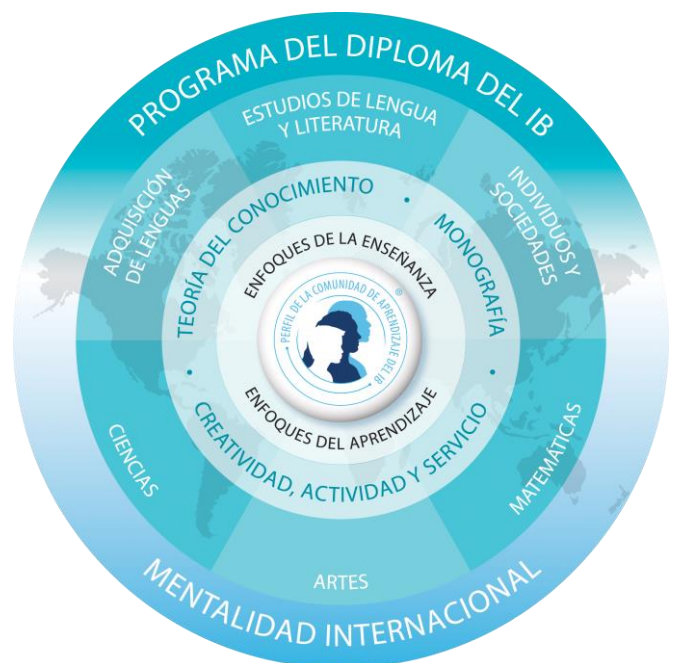 PROGRAMA DEL DIPLOMA DEL IB
ESTUDIOS DE LENGUA
Y LITERATURA
ADQUISICIÓN
DE LENGUAS
INDIVIDUOS Y
SOCIEDADES
TEORÍA DEL CONOCIMIENTO
•
MONOGRAFÍA
•
ENFOQUES DE LA ENSEÑANZA
• PERFIL DE LA COMUNIDAD DE APRENDIZAJE DEL IB
®
ENFOQUES DEL APRENDIZAJE
•
CREATIVIDAD, ACTIVIDAD Y SERVICIO
CIENCIAS
MATEMÁTICAS
ARTES
MENTALIDAD INTERNACIONAL